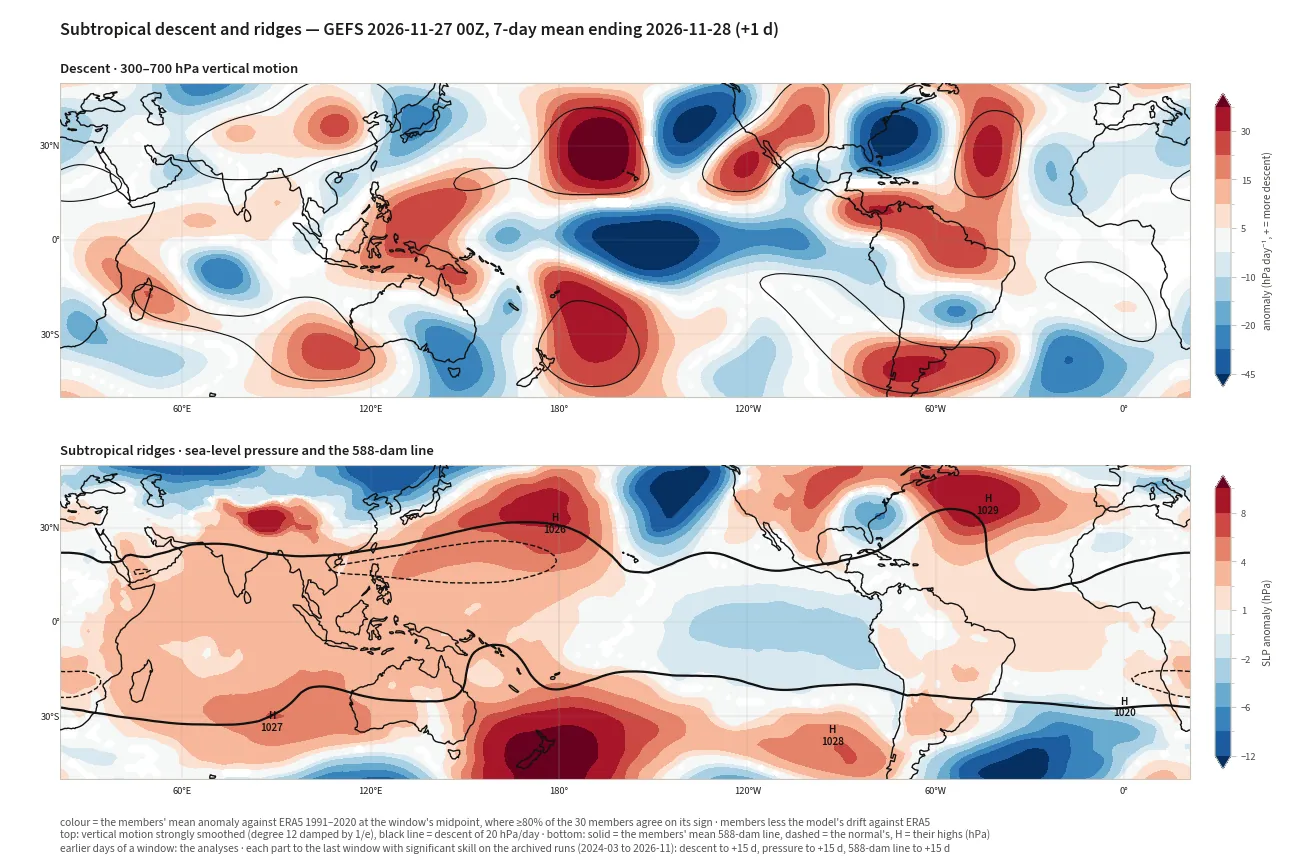 Subtropical descent and ridges — GEFS 2026-11-27 00Z, 7-day mean ending 2026-11-28 (+1 d)
Descent · 300–700 hPa vertical motion
30°N
0°
30°S
60°E
120°E
180°
120°W
60°W
0°
30
15
5
−10
−20
−45
anomaly (hPa day⁻¹, + = more descent)
Subtropical ridges · sea-level pressure and the 588-dam line
30°N
0°
30°S
H
1026
H
1029
H
1027
H
1028
H
1020
60°E
120°E
180°
120°W
60°W
0°
8
4
1
−2
−6
−12
SLP anomaly (hPa)
colour = the members' mean anomaly against ERA5 1991–2020 at the window's midpoint, where ≥80% of the 30 members agree on its sign · members less the model's drift against ERA5
top: vertical motion strongly smoothed (degree 12 damped by 1/e), black line = descent of 20 hPa/day · bottom: solid = the members' mean 588-dam line, dashed = the normal's, H = their highs (hPa)
earlier days of a window: the analyses · each part to the last window with significant skill on the archived runs (2024-03 to 2026-11): descent to +15 d, pressure to +15 d, 588-dam line to +15 d